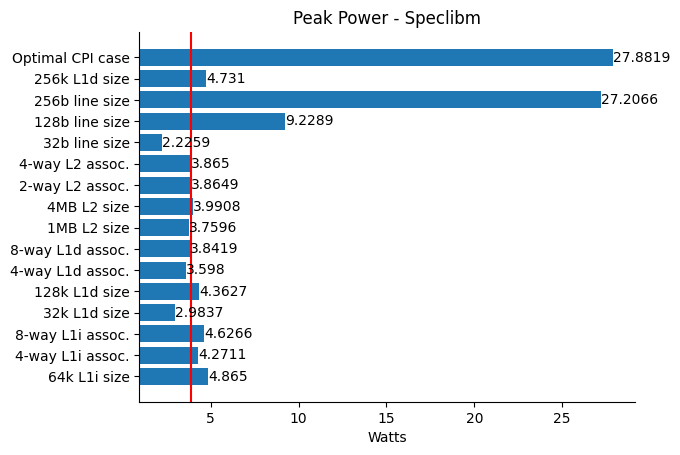 Peak Power - Speclibm
Optimal CPI case 27.8819
256k L1d size 4.731
256b line size 27.2066
128b line size 9.2289
32b line size 2.2259
4-way L2 assoc. 3.865
2-way L2 assoc. 3.8649
4MB L2 size 3.9908
1MB L2 size 3.7596
8-way L1d assoc. 3.8419
4-way L1d assoc. 3.598
128k L1d size 4.3627
32k L1d size 2.9837
8-way L1i assoc. 4.6266
4-way L1i assoc. 4.2711
64k L1i size 4.865
5 10 15 20 25
Watts